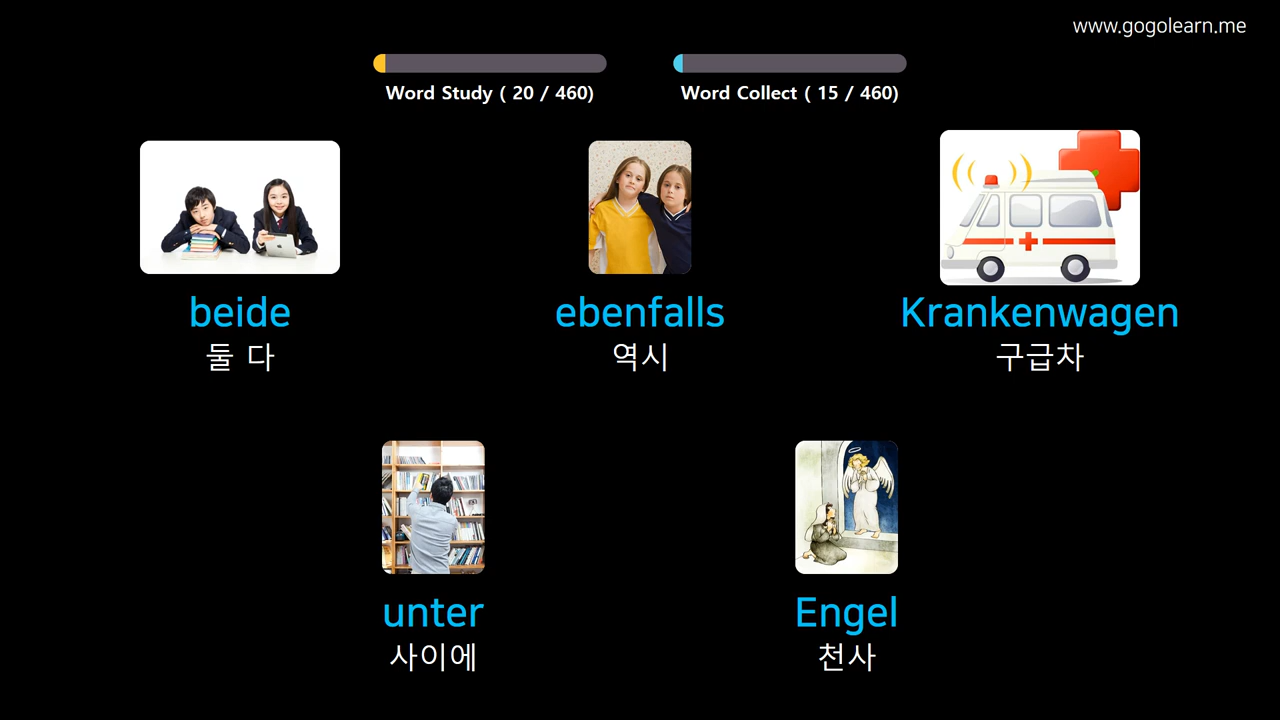 www.gogolearn.me
Word Study ( 20 / 460)
Word Collect ( 15 / 460)
beide
둘 다
ebenfalls
역시
Krankenwagen
구급차
unter
사이에
Engel
천사